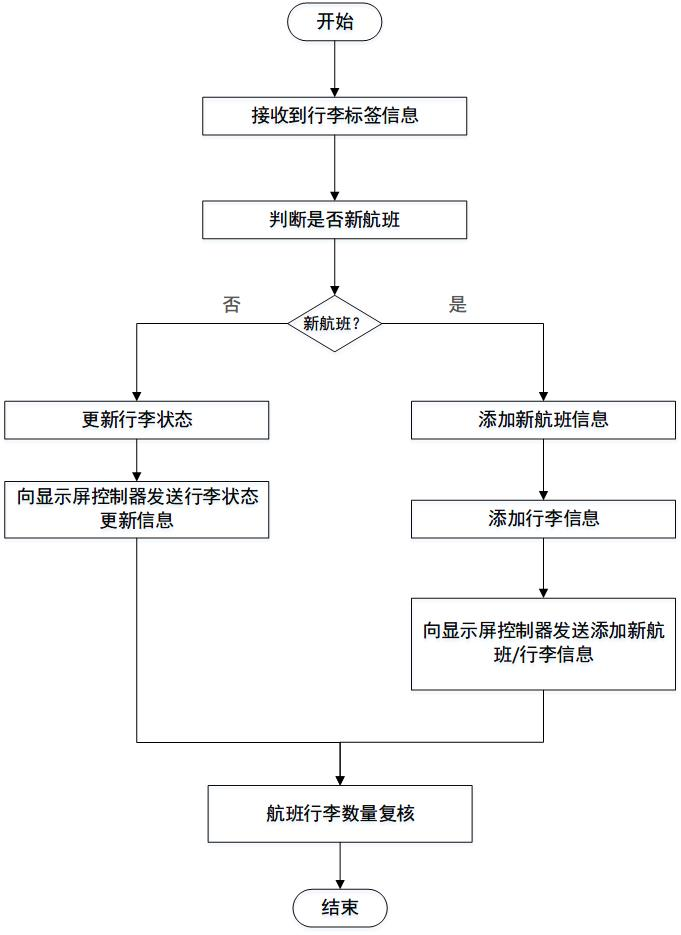 开始
接收到行李标签信息
判断是否新航班
否
是
新航班?
更新行李状态
向显示屏控制器发送行李状态
更新信息
添加新航班信息
添加行李信息
向显示屏控制器发送添加新航
班/行李信息
航班行李数量复核
结束